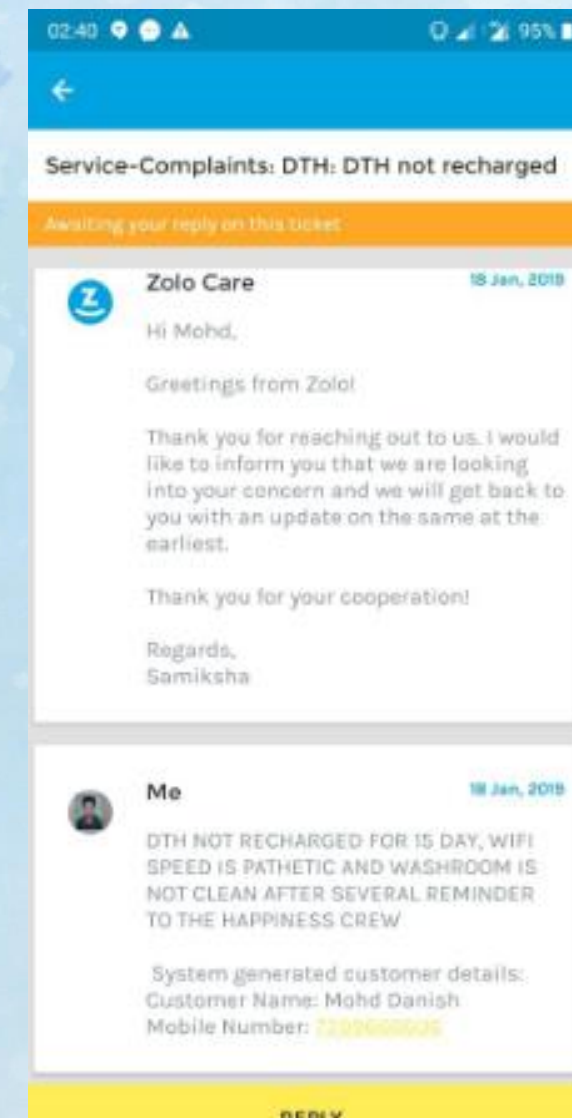 02:40
95%
Service-Complaints: DTH: DTH not recharged
Awaiting your reply on this ticket
Zolo Care
18 Jan, 2019
Hi Mohd,
Greetings from Zolo!
Thank you for reaching out to us. I would
like to inform you that we are looking
into your concern and we will get back to
you with an update on the same at the
earliest.
Thank you for your cooperation!
Regards,
Samiksha
Me
18 Jan, 2019
DTH NOT RECHARGED FOR 15 DAY, WIFI
SPEED IS PATHETIC AND WASHROOM IS
NOT CLEAN AFTER SEVERAL REMINDER
TO THE HAPPINESS CREW
System generated customer details:
Customer Name: Mohd Danish
Mobile Number:
REPLY